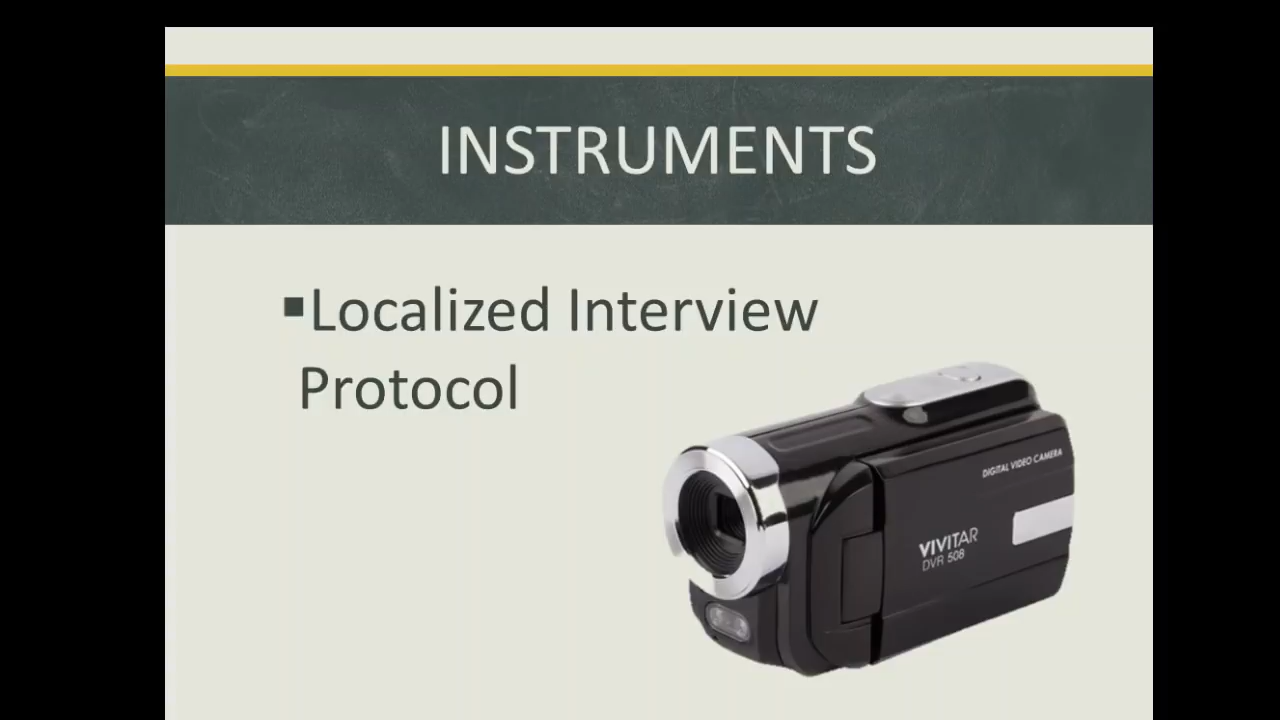 INSTRUMENTS
▪Localized Interview
Protocol
DIGITAL VIDEO CAMERA
VIVITAR
DVR 508